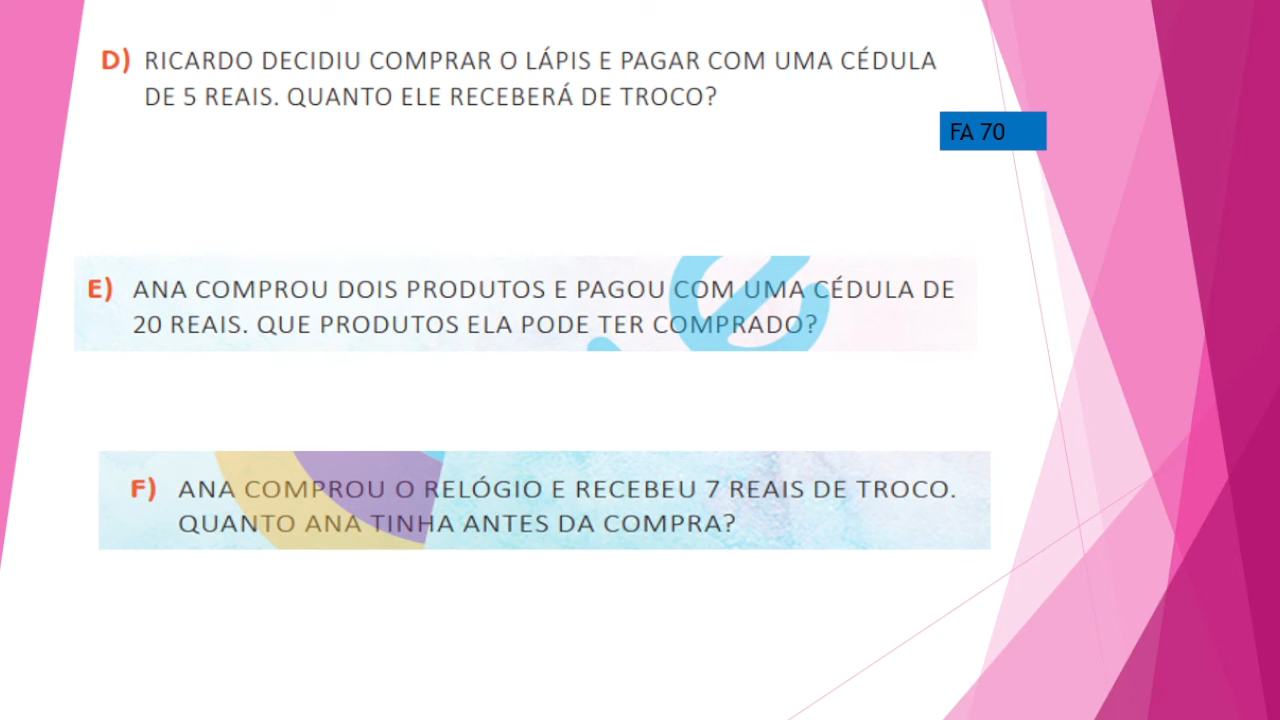 D) RICARDO DECIDIU COMPRAR O LÁPIS E PAGAR COM UMA CÉDULA
DE 5 REAIS. QUANTO ELE RECEBERÁ DE TROCO?
FA 70
E) ANA COMPROU DOIS PRODUTOS E PAGOU COM UMA CÉDULA DE
20 REAIS. QUE PRODUTOS ELA PODE TER COMPRADO?
F) ANA COMPROU O RELÓGIO E RECEBEU 7 REAIS DE TROCO.
QUANTO ANA TINHA ANTES DA COMPRA?